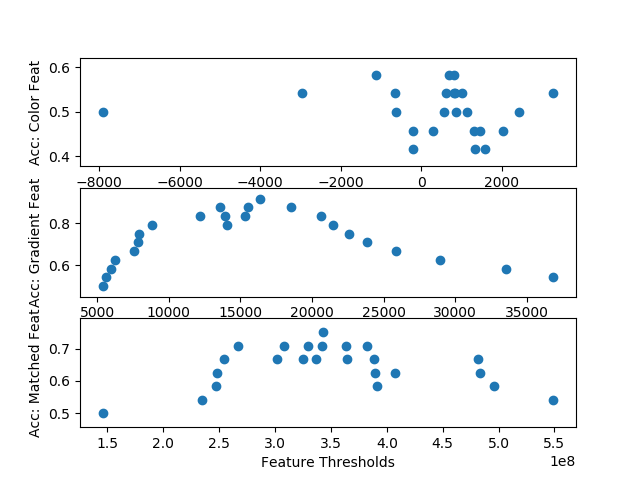 Acc: Color Feat
0.6
0.5
0.4
−8000 −6000 −4000 −2000 0 2000
Acc: Gradient Feat
0.8
0.6
5000 10000 15000 20000 25000 30000 35000
Acc: Matched Feat
0.7
0.6
0.5
1.5 2.0 2.5 3.0 3.5 4.0 4.5 5.0 5.5
1e8
Feature Thresholds